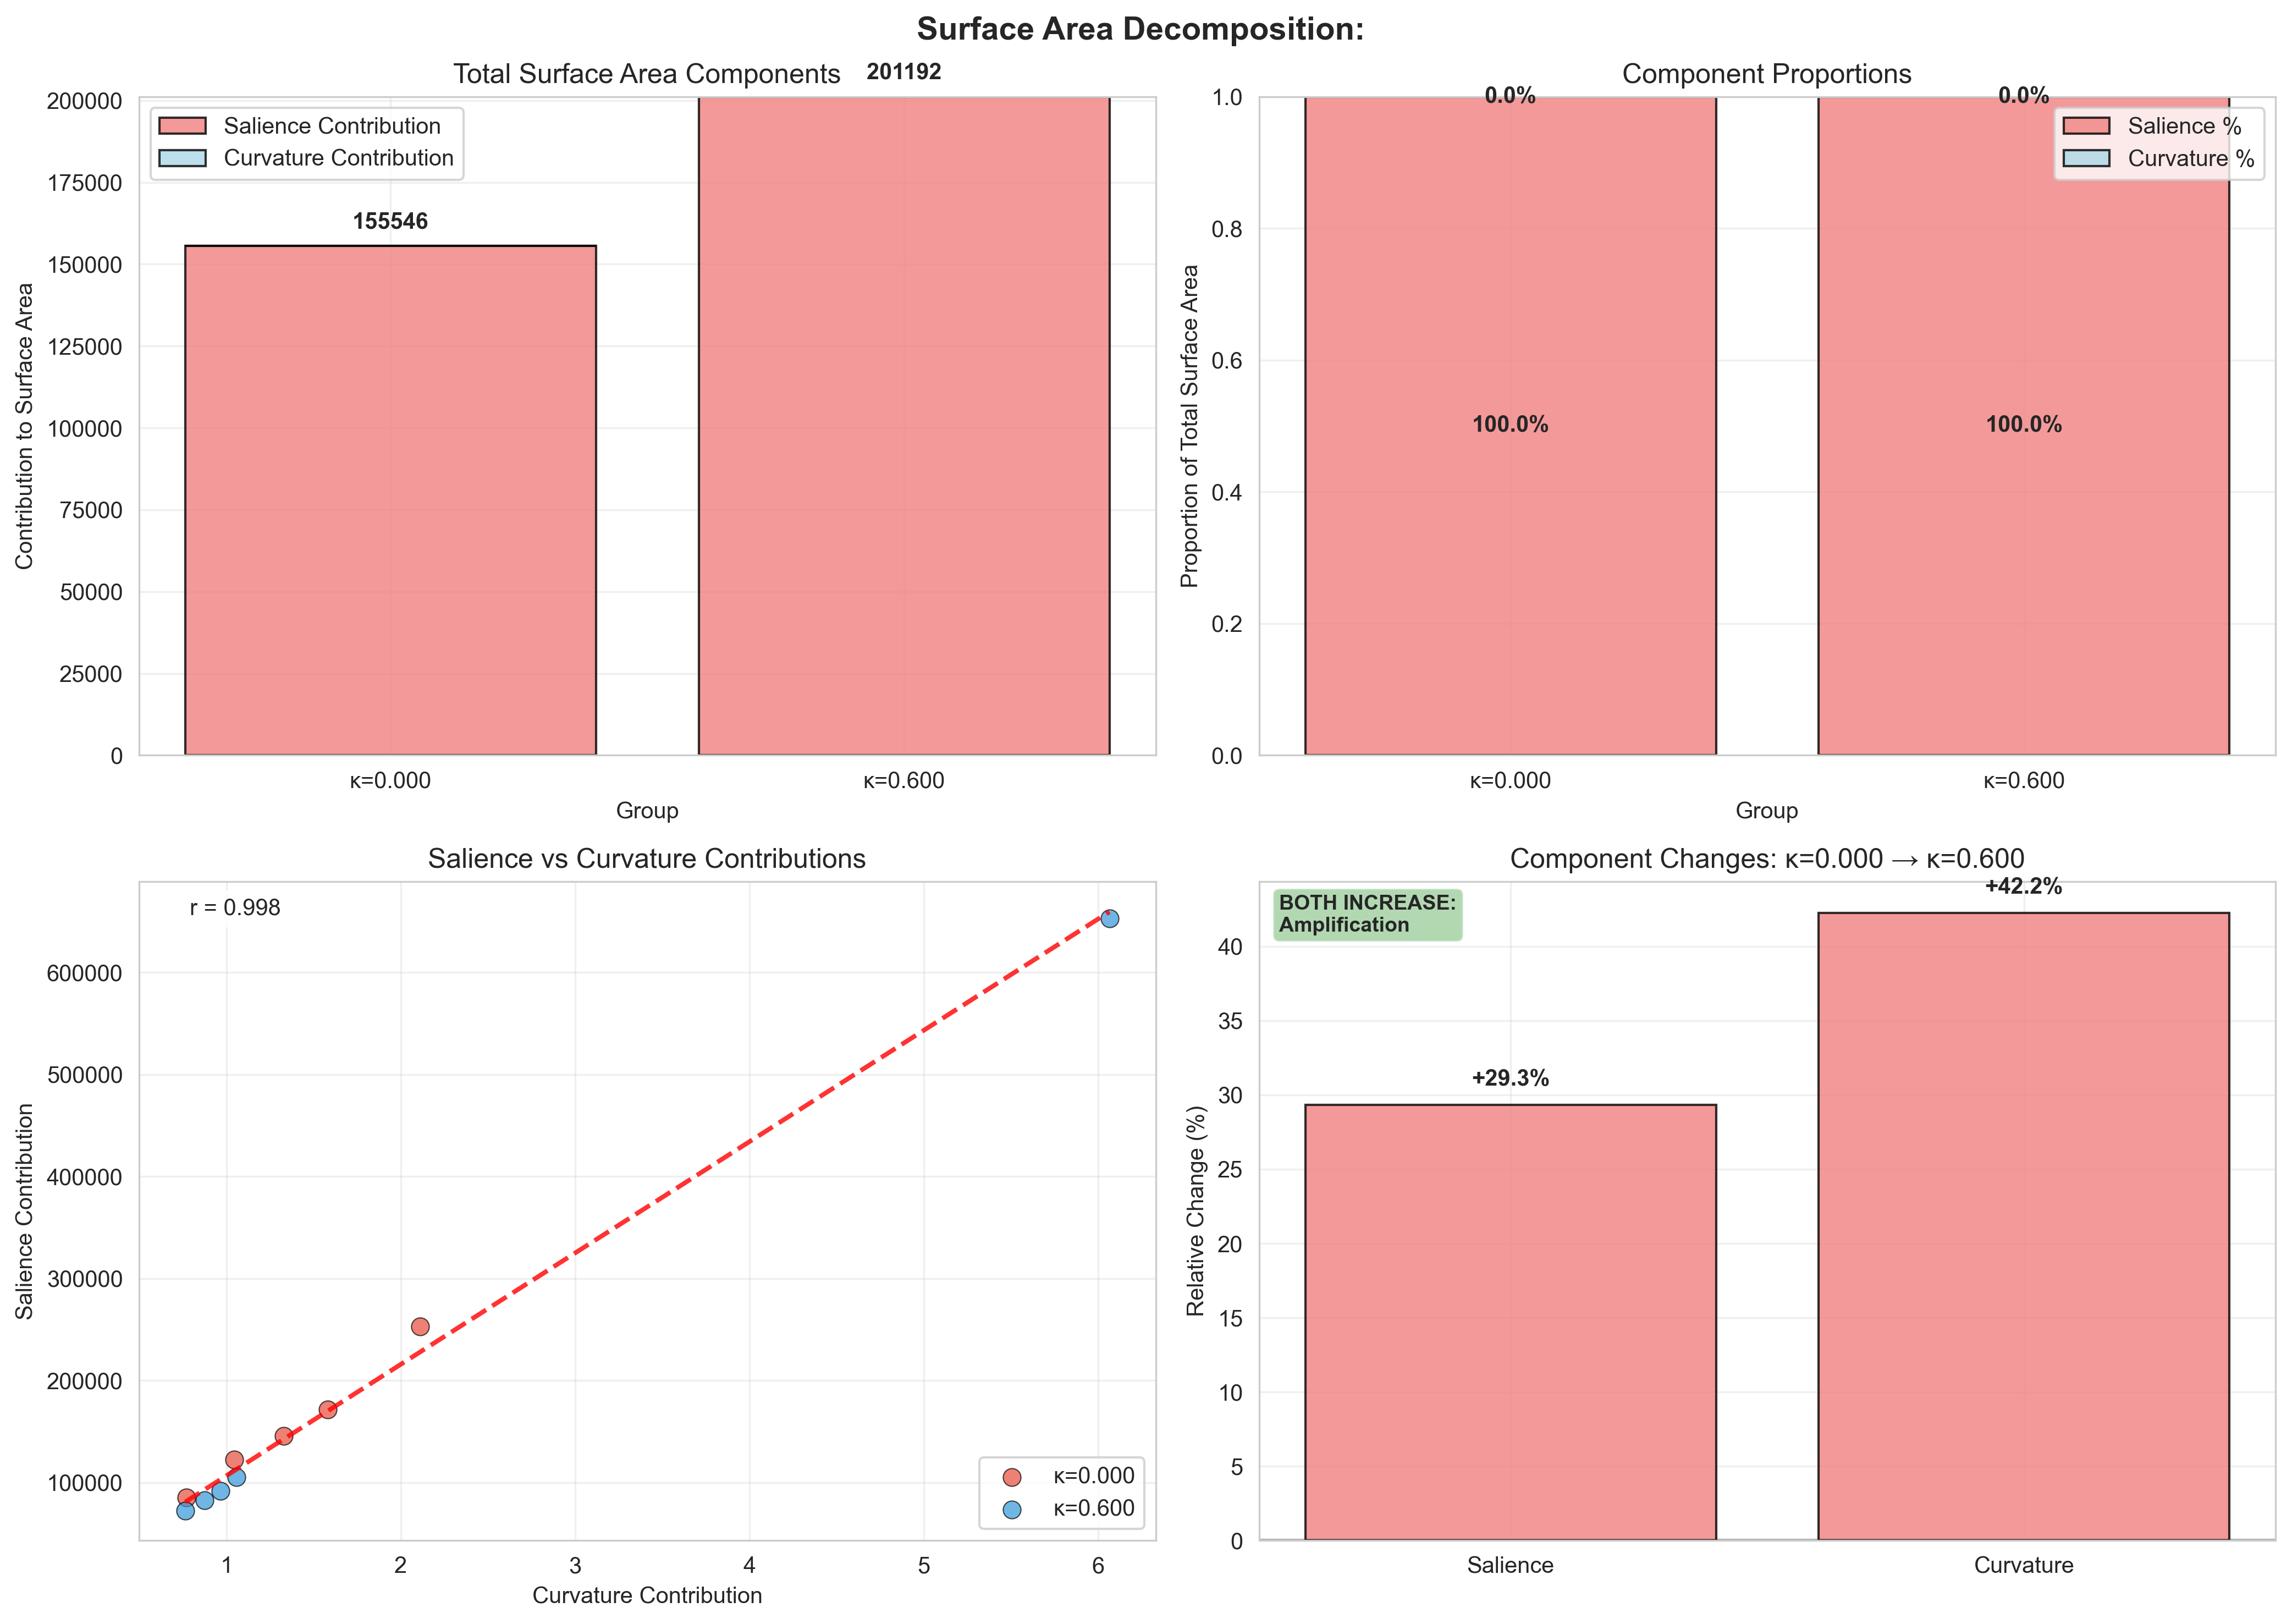 Surface Area Decomposition:
Total Surface Area Components
201192
200000
175000
150000
125000
100000
75000
50000
25000
0
Contribution to Surface Area
Salience Contribution
Curvature Contribution
155546
κ=0.000
κ=0.600
Group
Component Proportions
1.0
0.8
0.6
0.4
0.2
0.0
Proportion of Total Surface Area
0.0%
0.0%
Salience %
Curvature %
100.0%
100.0%
κ=0.000
κ=0.600
Group
Salience vs Curvature Contributions
r = 0.998
600000
500000
400000
300000
200000
100000
Salience Contribution
κ=0.000
κ=0.600
1
2
3
4
5
6
Curvature Contribution
Component Changes: κ=0.000 → κ=0.600
BOTH INCREASE:
Amplification
+42.2%
+29.3%
40
35
30
25
20
15
10
5
0
Relative Change (%)
Salience
Curvature